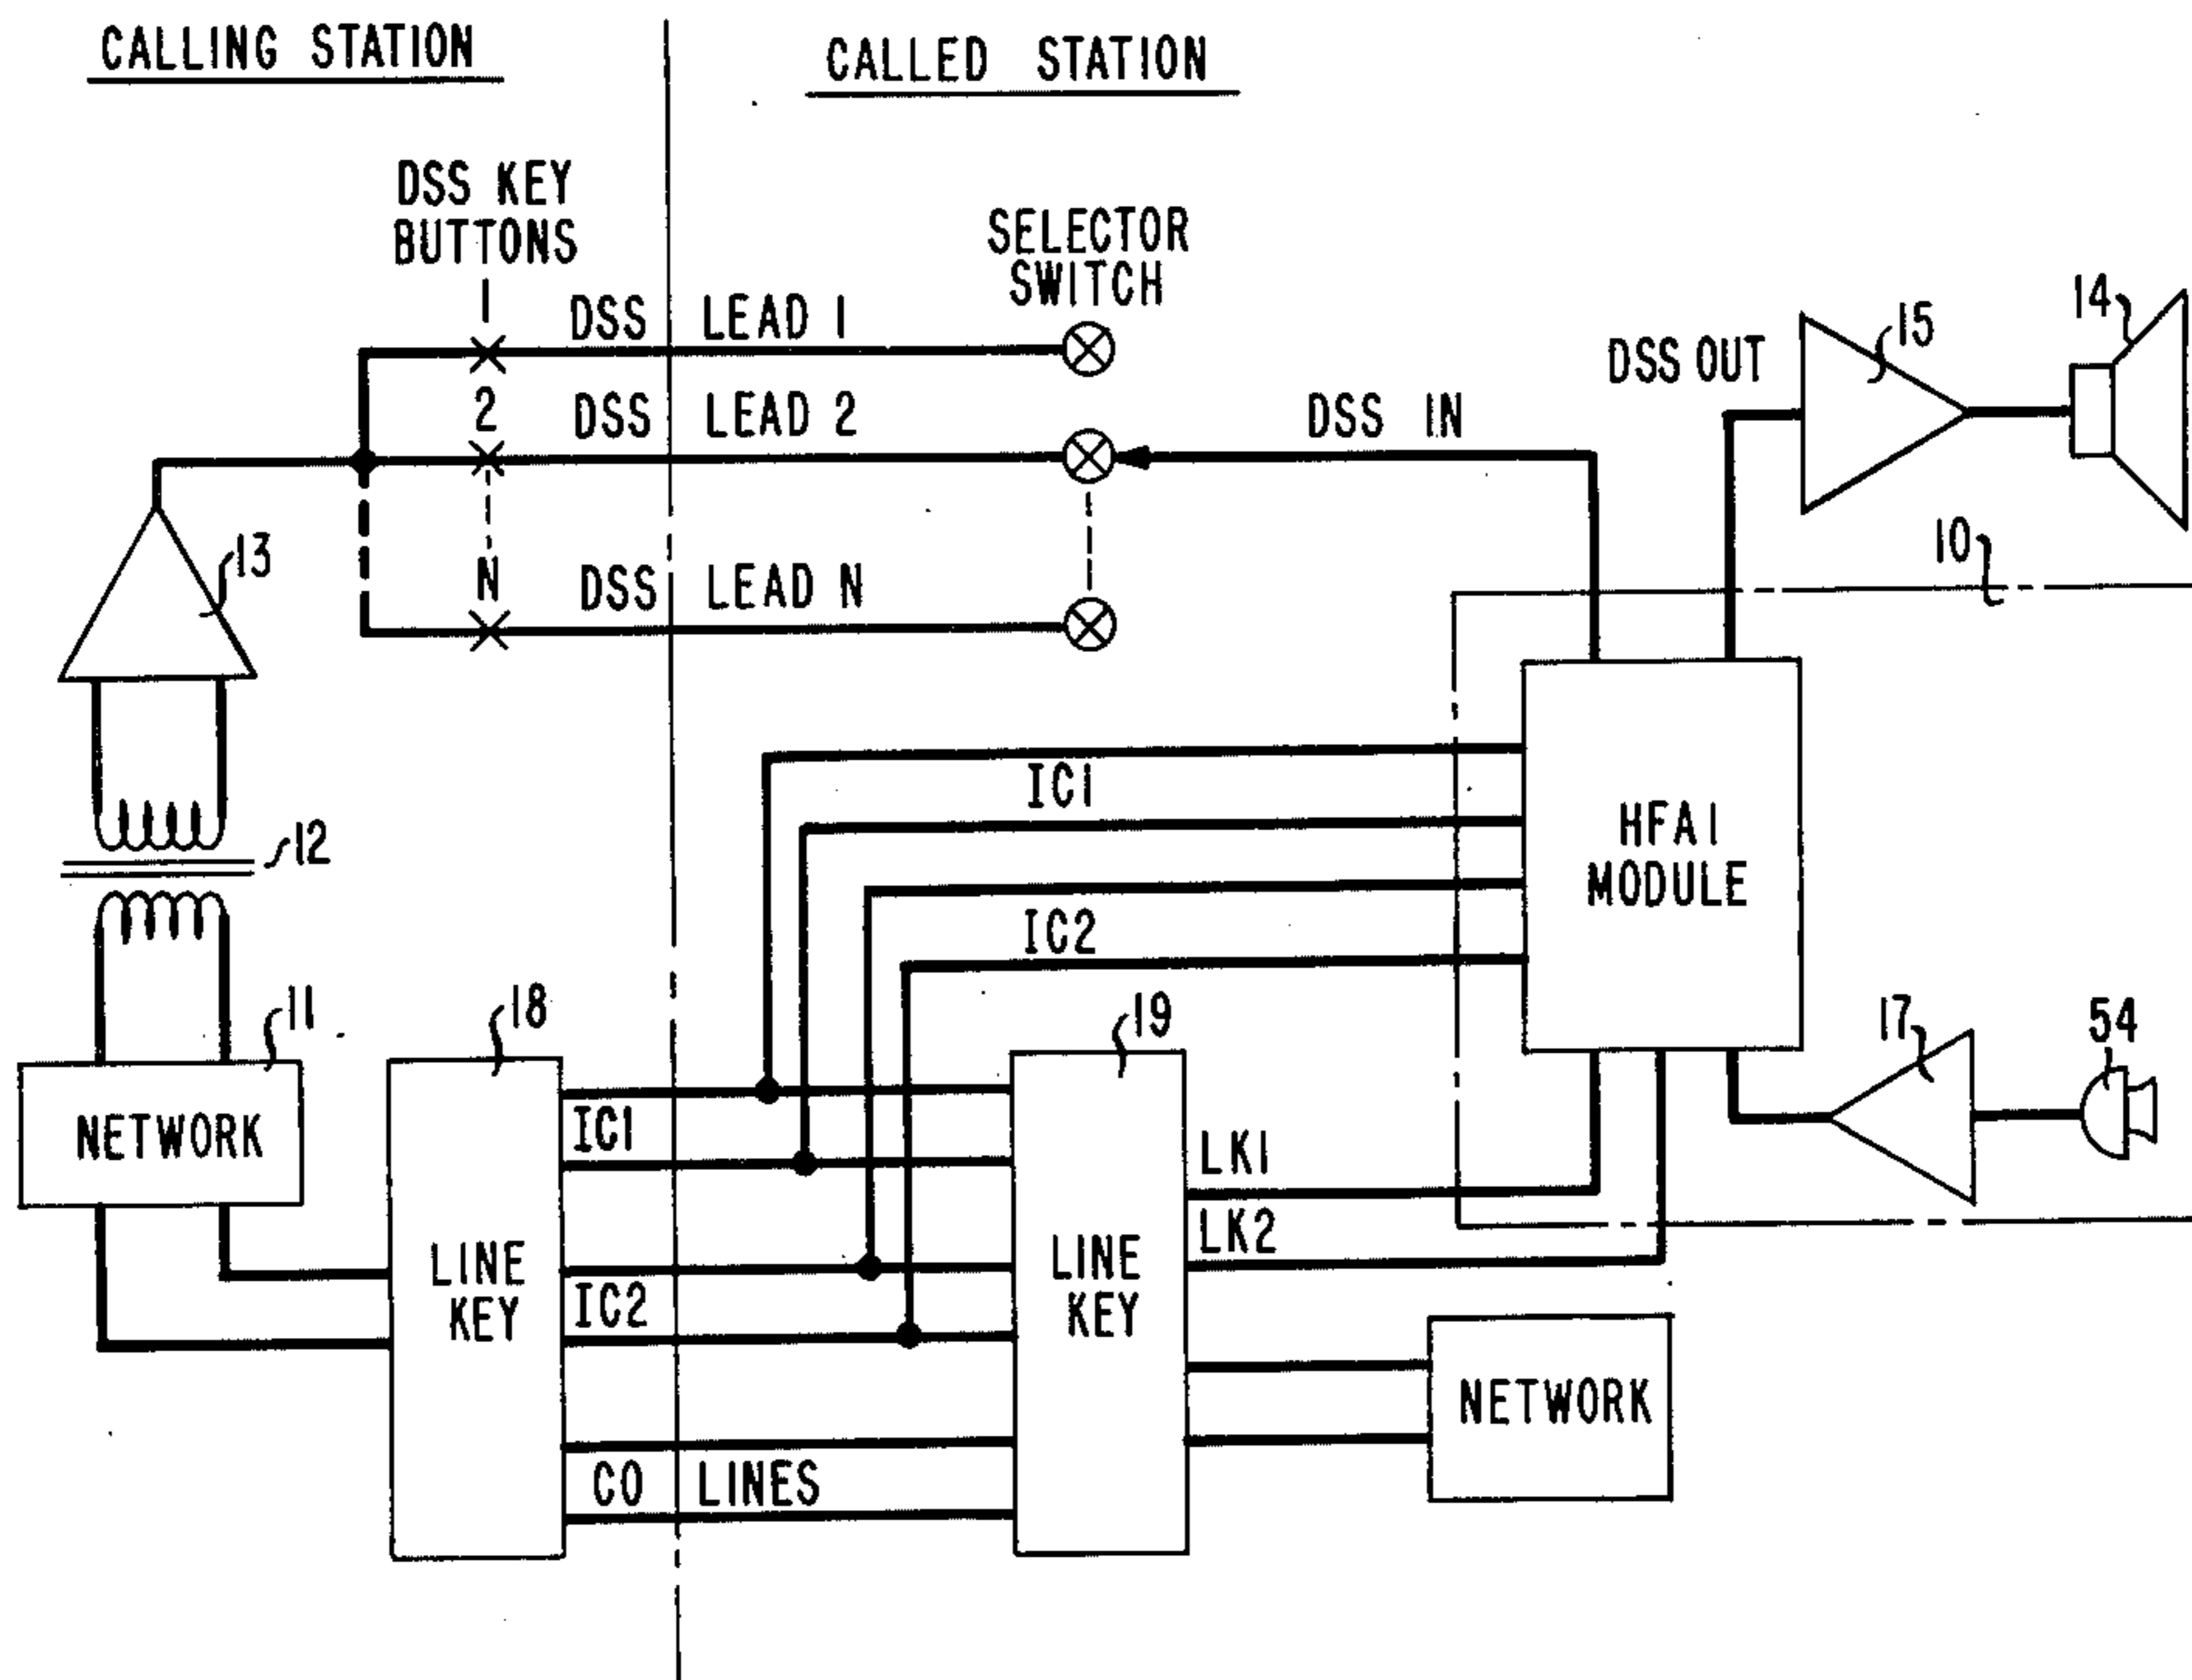 CALLING STATION
CALLED STATION
DSS KEY
BUTTONS
SELECTOR
SWITCH
1
DSS LEAD 1
2
DSS LEAD 2
N
DSS LEAD N
DSS IN
DSS OUT
15
14
10
13
12
11
NETWORK
18
LINE
KEY
IC1
IC2
IC1
IC2
CO LINES
19
LINE
KEY
HFAI
MODULE
LK1
LK2
17
54
NETWORK